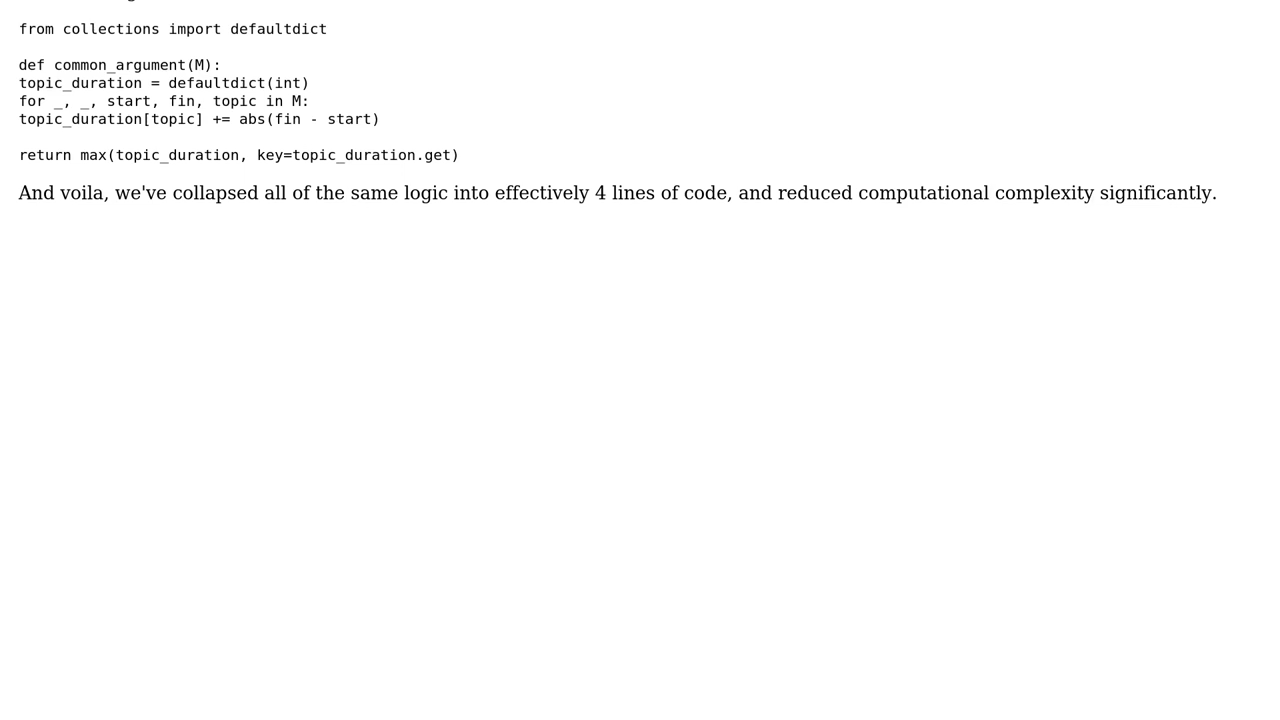 from collections import defaultdict
def common_argument(M):
topic_duration = defaultdict(int)
for _, _, start, fin, topic in M:
topic_duration[topic] += abs(fin - start)
return max(topic_duration, key=topic_duration.get)
And voila, we've collapsed all of the same logic into effectively 4 lines of code, and reduced computational complexity significantly.